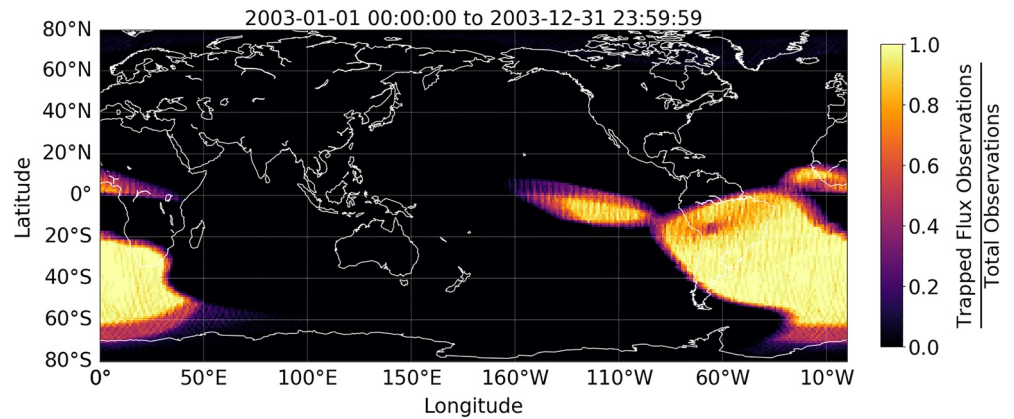 2003-01-01 00:00:00 to 2003-12-31 23:59:59
80°N
60°N
40°N
20°N
0°
20°S
40°S
60°S
80°S
Latitude
0°
50°E
100°E
150°E
160°W
110°W
60°W
10°W
Longitude
1.0
0.8
0.6
0.4
0.2
0.0
Trapped Flux Observations
Total Observations